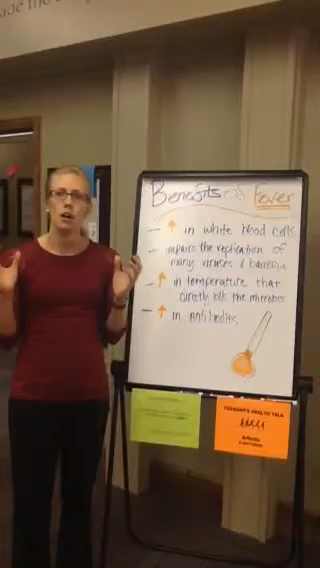 Benefits of Fever
— ↑ in white blood cells
— impairs the replication of
many viruses & bacteria
— ↑ in temperature that
directly kills the microbes
— ↑ in antibodies
TUESDAY'S HEALTH TALK